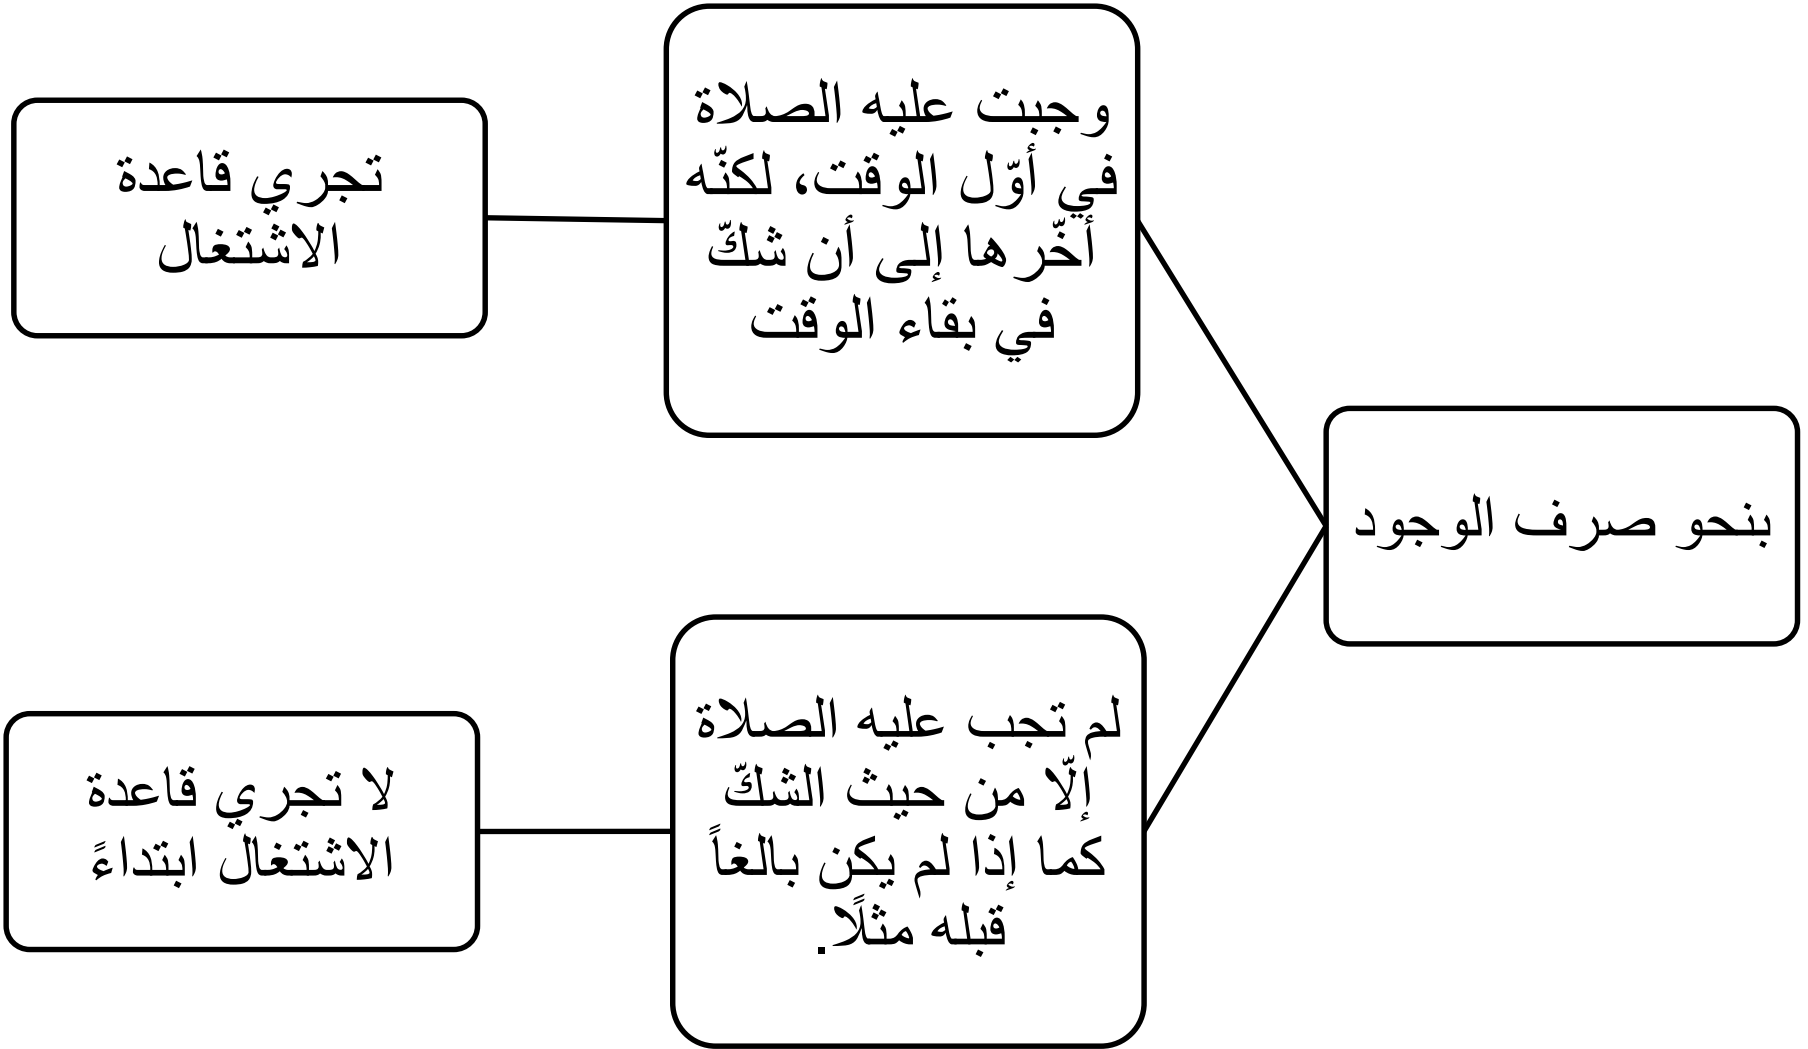 بنحو صرف الوجود
وجبت عليه الصلاة
في أوّل الوقت، لكنّه
أخّرها إلى أن شكّ
في بقاء الوقت
تجري قاعدة
الاشتغال
لم تجب عليه الصلاة
إلّا من حيث الشكّ
كما إذا لم يكن بالغاً
قبله مثلًا.
لا تجري قاعدة
الاشتغال ابتداءً